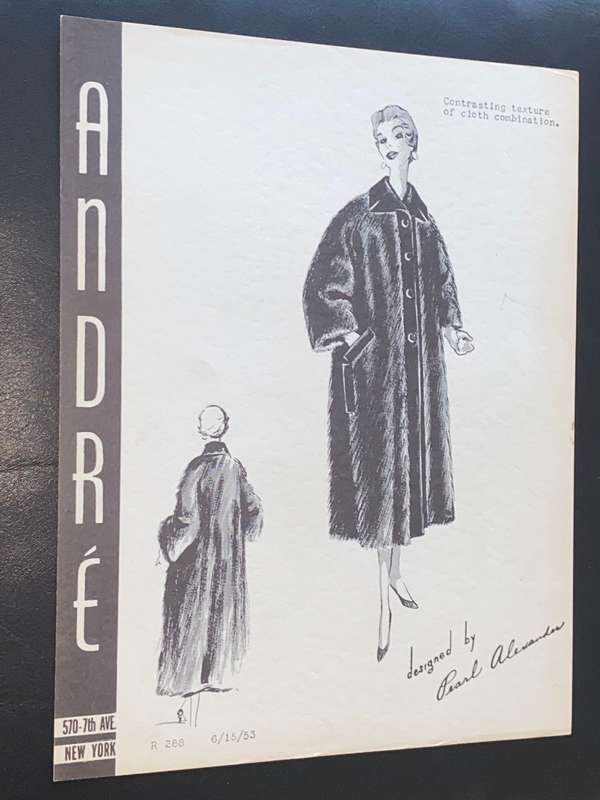 ANDRÉ
570-7th AVE.
NEW YORK
Contrasting texture
of cloth combination.
designed by
Pearl Alexander
R 288 6/15/53